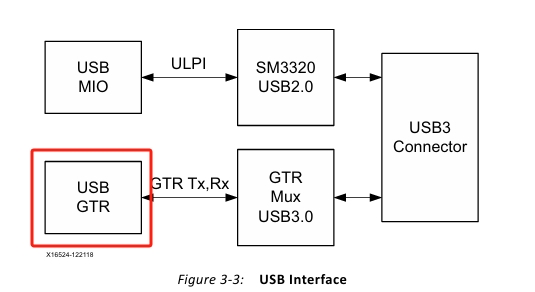 USB
MIO
ULPI
SM3320
USB2.0
USB3
Connector
USB
GTR
GTR Tx,Rx
GTR
Mux
USB3.0
X16524-122118
Figure 3-3: USB Interface